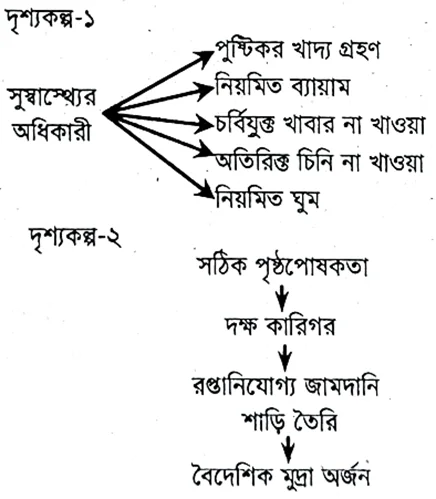 দৃশ্যকল্প-১
পুষ্টিকর খাদ্য গ্রহণ
নিয়মিত ব্যায়াম
সুস্বাস্থ্যের
অধিকারী
চর্বিযুক্ত খাবার না খাওয়া
অতিরিক্ত চিনি না খাওয়া
নিয়মিত ঘুম
দৃশ্যকল্প-২
সঠিক পৃষ্ঠপোষকতা
দক্ষ কারিগর
রপ্তানিযোগ্য জামদানি
শাড়ি তৈরি
বৈদেশিক মুদ্রা অর্জন